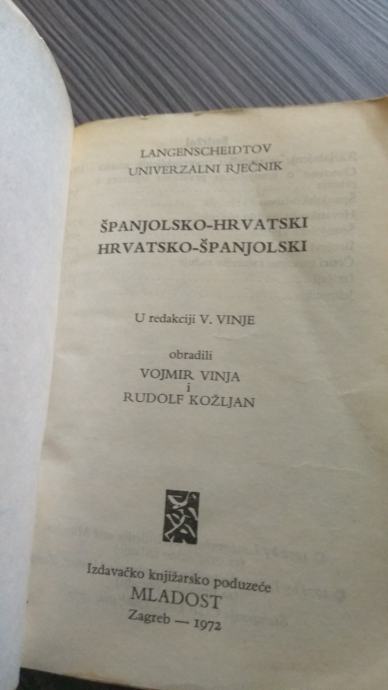 LANGENSCHEIDTOV
UNIVERZALNI RJEČNIK
ŠPANJOLSKO-HRVATSKI
HRVATSKO-ŠPANJOLSKI
U redakciji V. VINJE
obradili
VOJMIR VINJA
i
RUDOLF KOŽLJAN
Izdavačko knjižarsko poduzeće
MLADOST
Zagreb — 1972